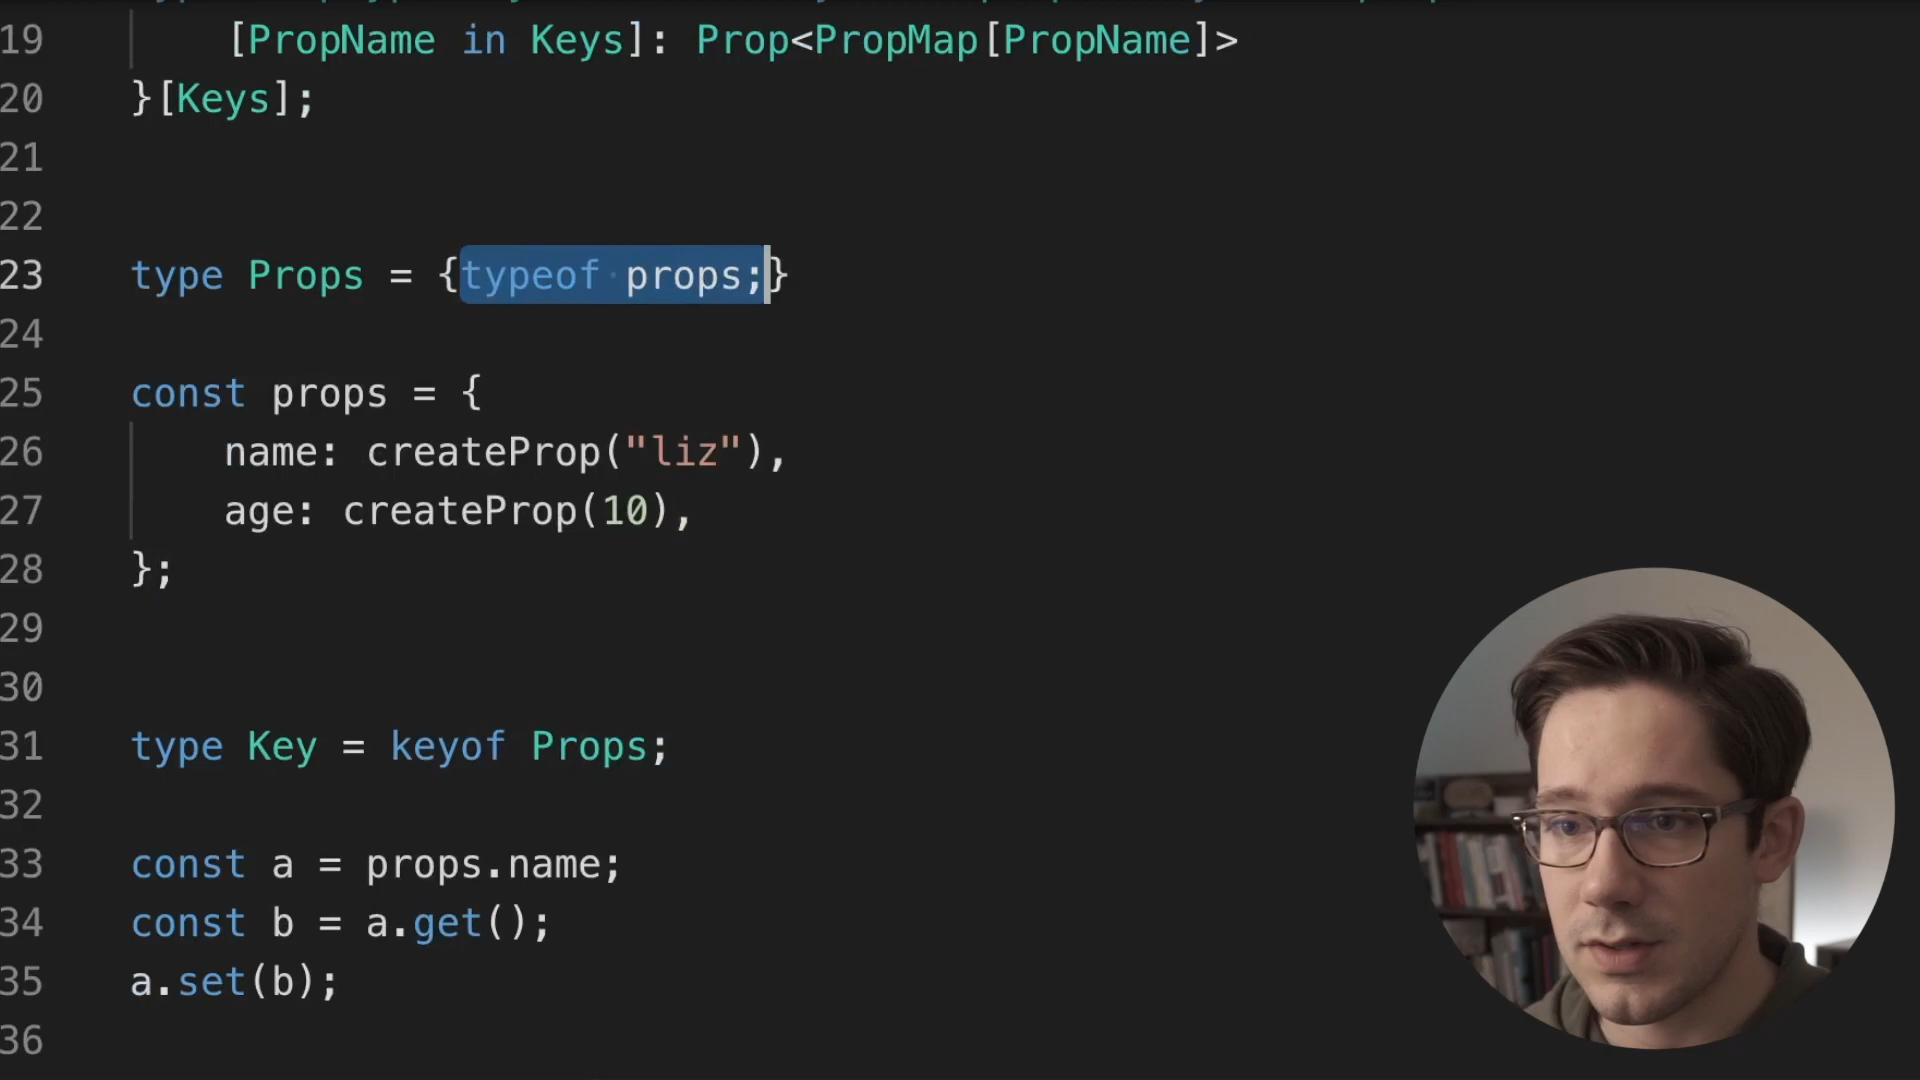 19 [PropName in Keys]: Prop<PropMap[PropName]>
20 }[Keys];
21
22
23 type Props = {typeof props;}
24
25 const props = {
26 name: createProp("liz"),
27 age: createProp(10),
28 };
29
30
31 type Key = keyof Props;
32
33 const a = props.name;
34 const b = a.get();
35 a.set(b);
36